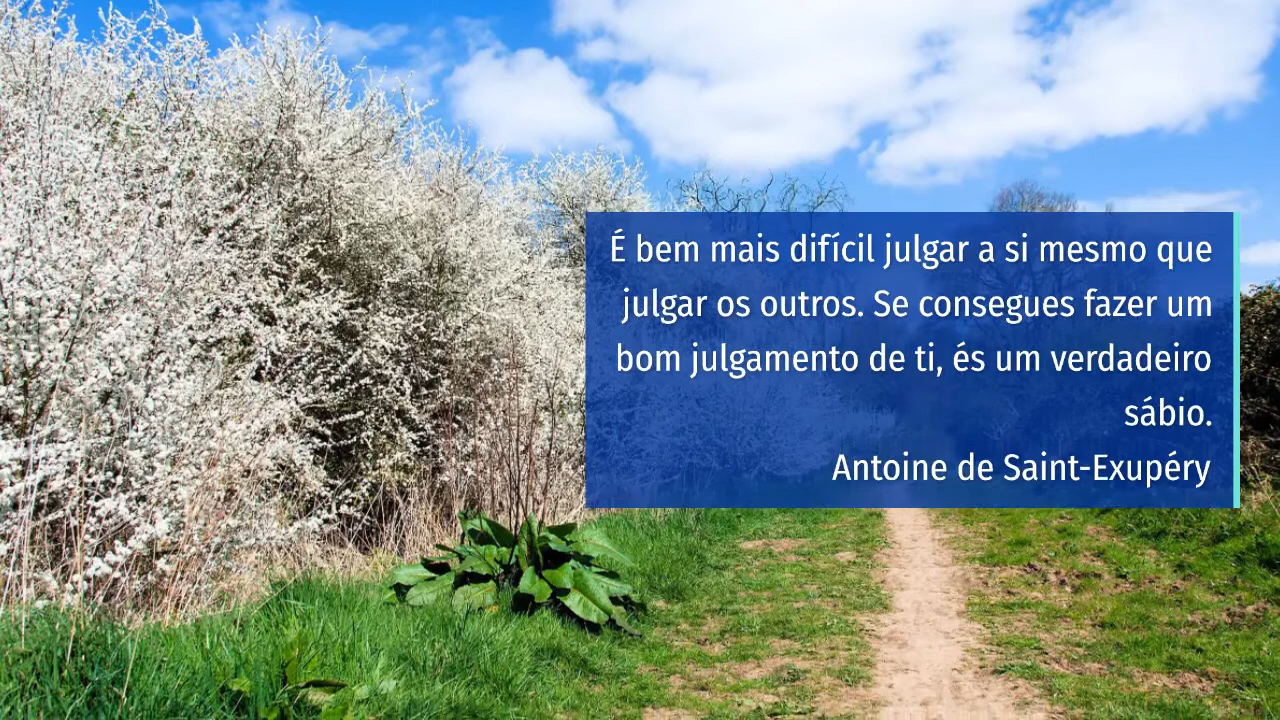 É bem mais difícil julgar a si mesmo que
julgar os outros. Se consegues fazer um
bom julgamento de ti, és um verdadeiro
sábio.
Antoine de Saint-Exupéry